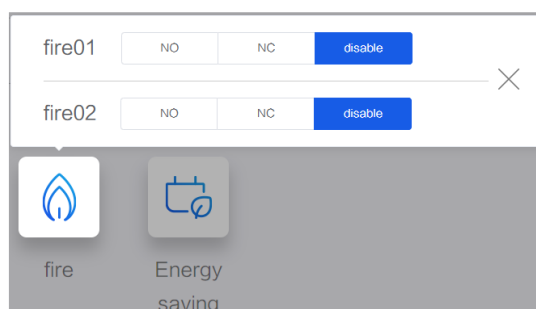 fire01 NO NC disable
fire02 NO NC disable
fire Energy
saving